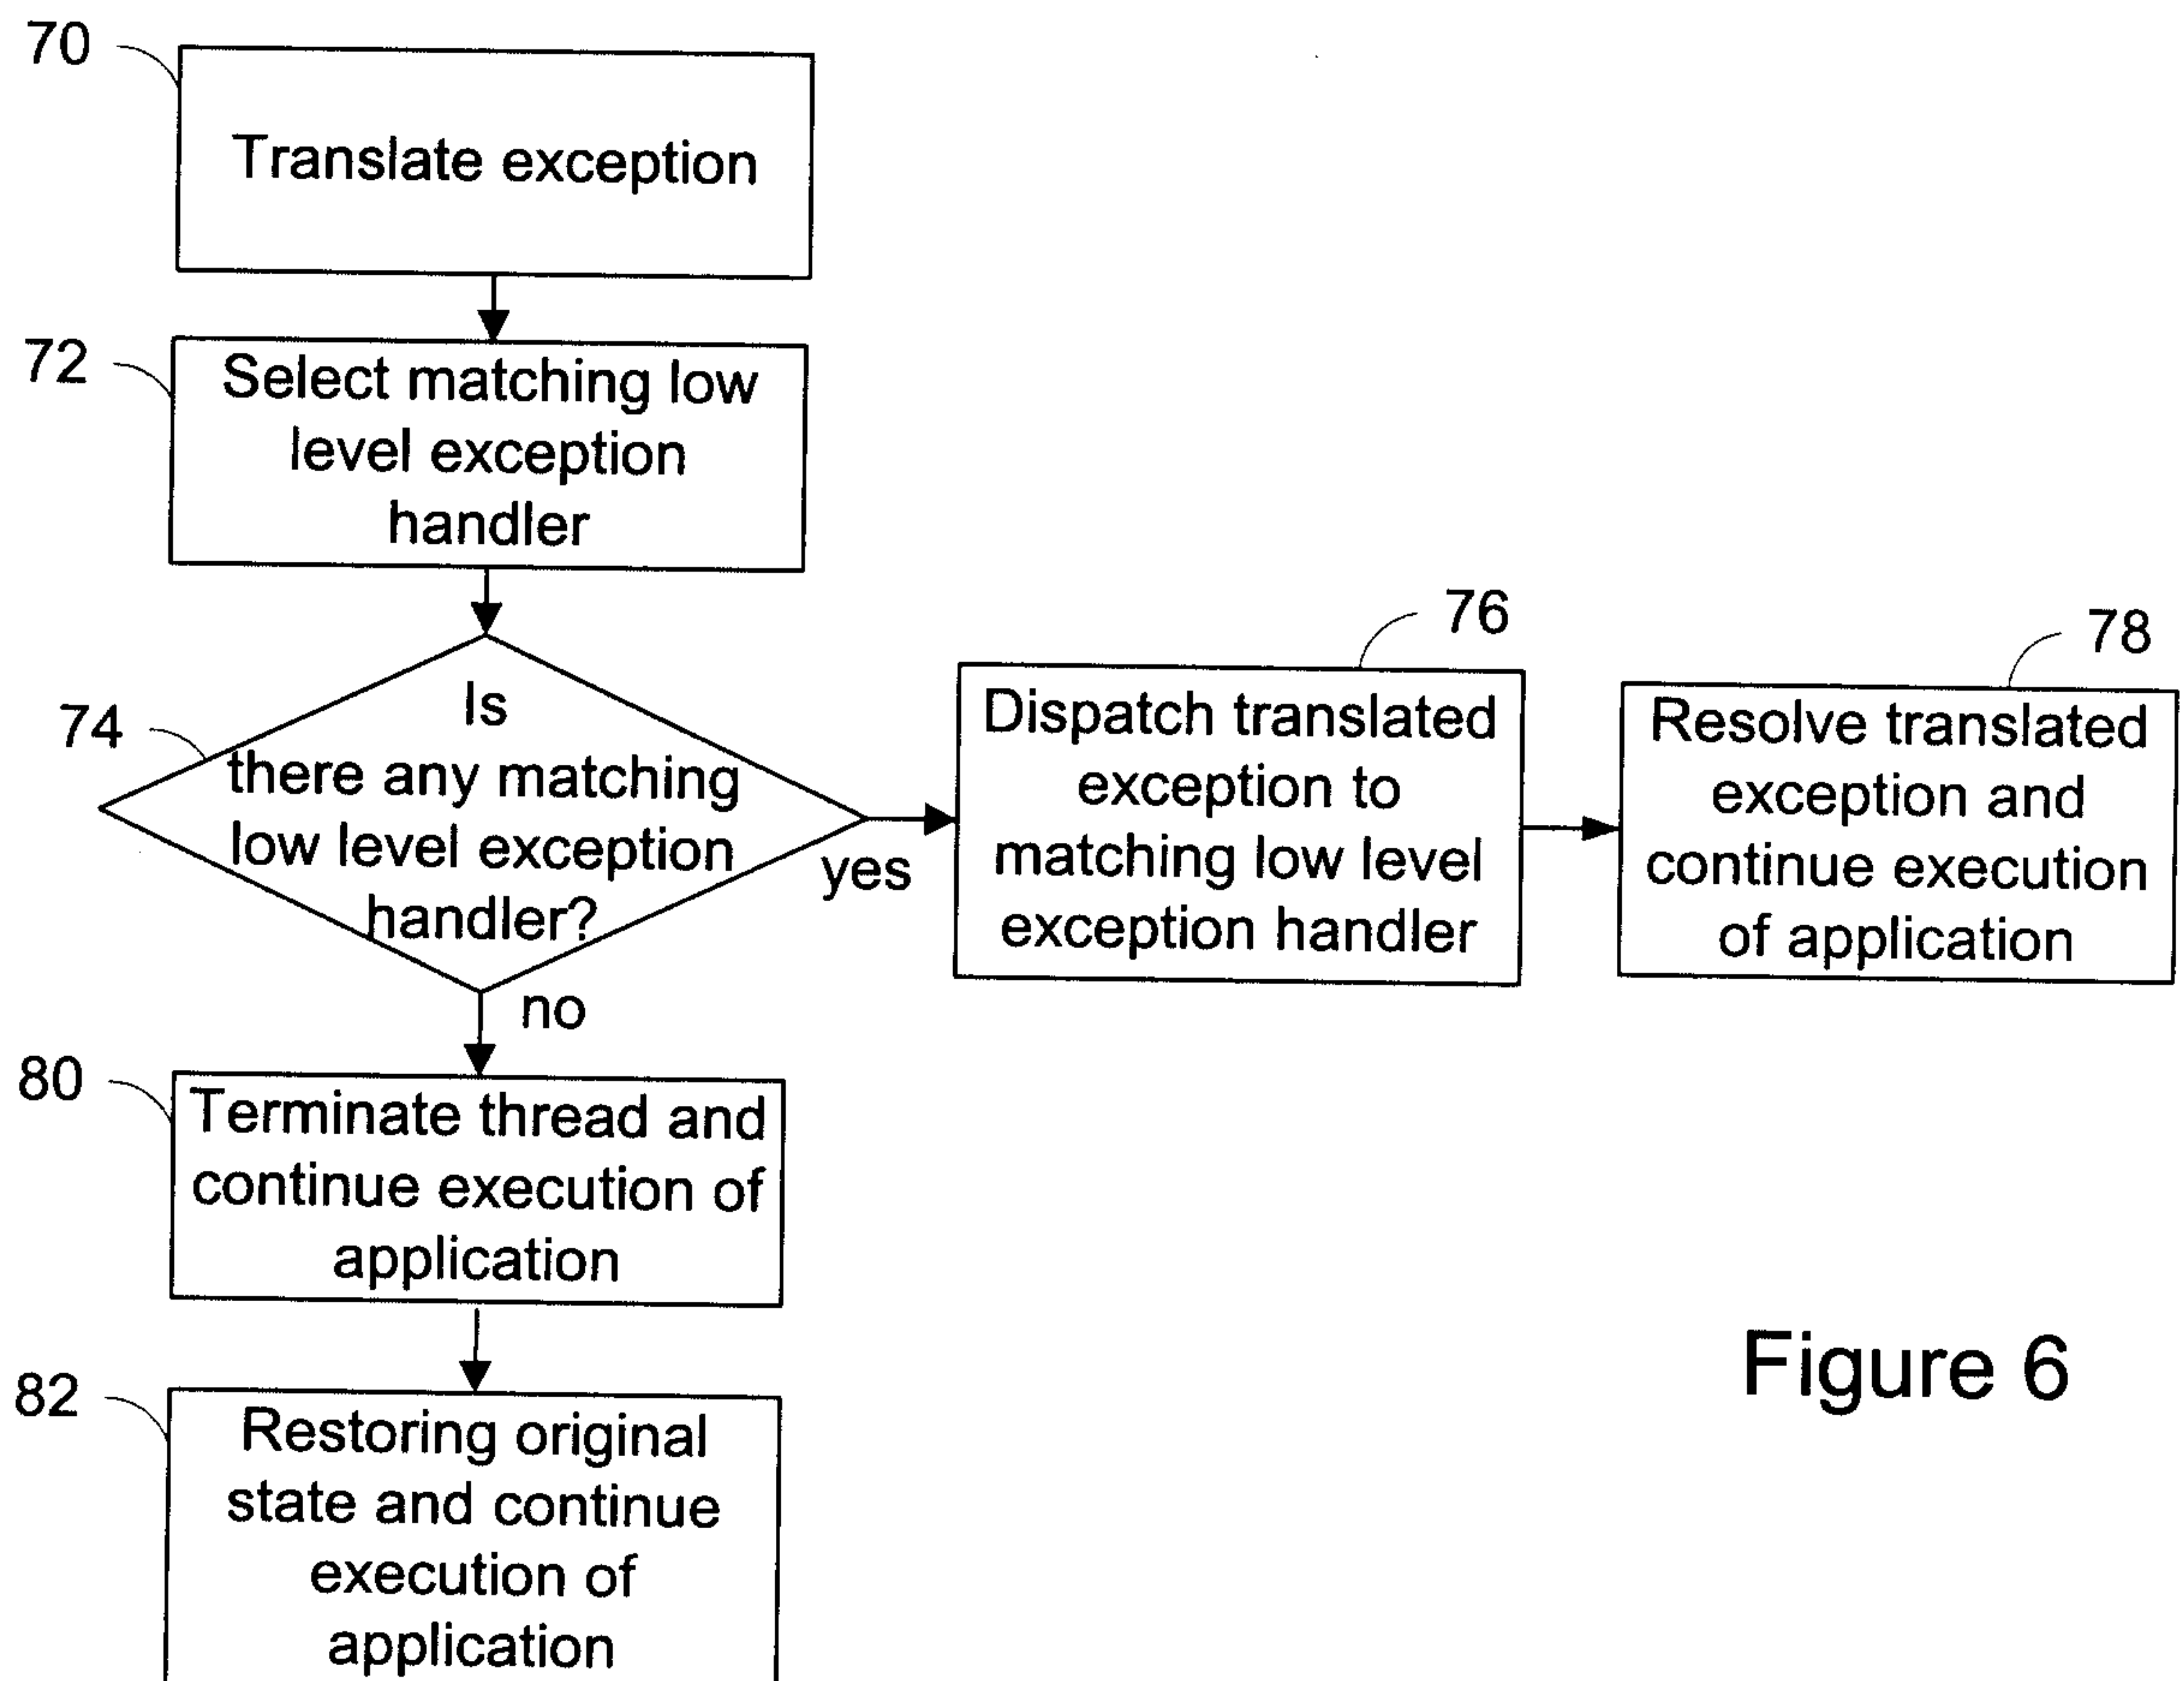 70
Translate exception
72
Select matching low
level exception
handler
74
Is
there any matching
low level exception
handler?
yes
76
Dispatch translated
exception to
matching low level
exception handler
78
Resolve translated
exception and
continue execution
of application
no
80
Terminate thread and
continue execution of
application
82
Restoring original
state and continue
execution of
application
Figure 6